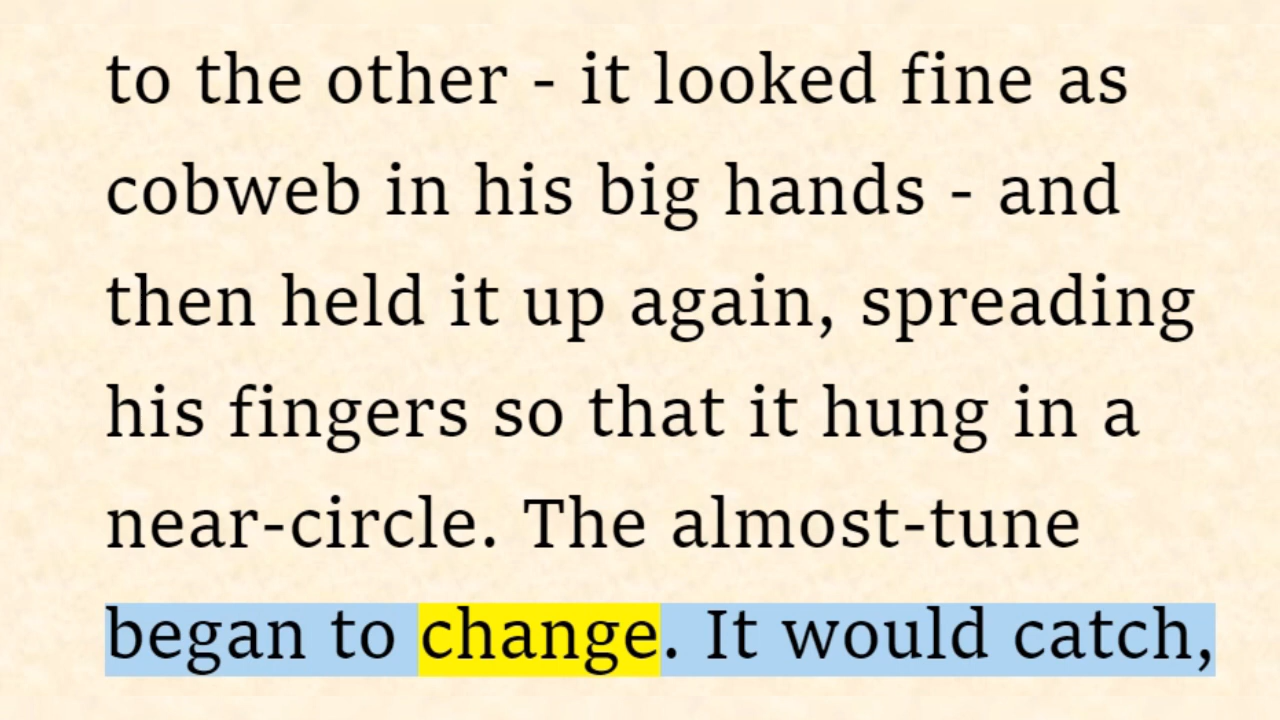 to the other - it looked fine as
cobweb in his big hands - and
then held it up again, spreading
his fingers so that it hung in a
near-circle. The almost-tune
began to change. It would catch,